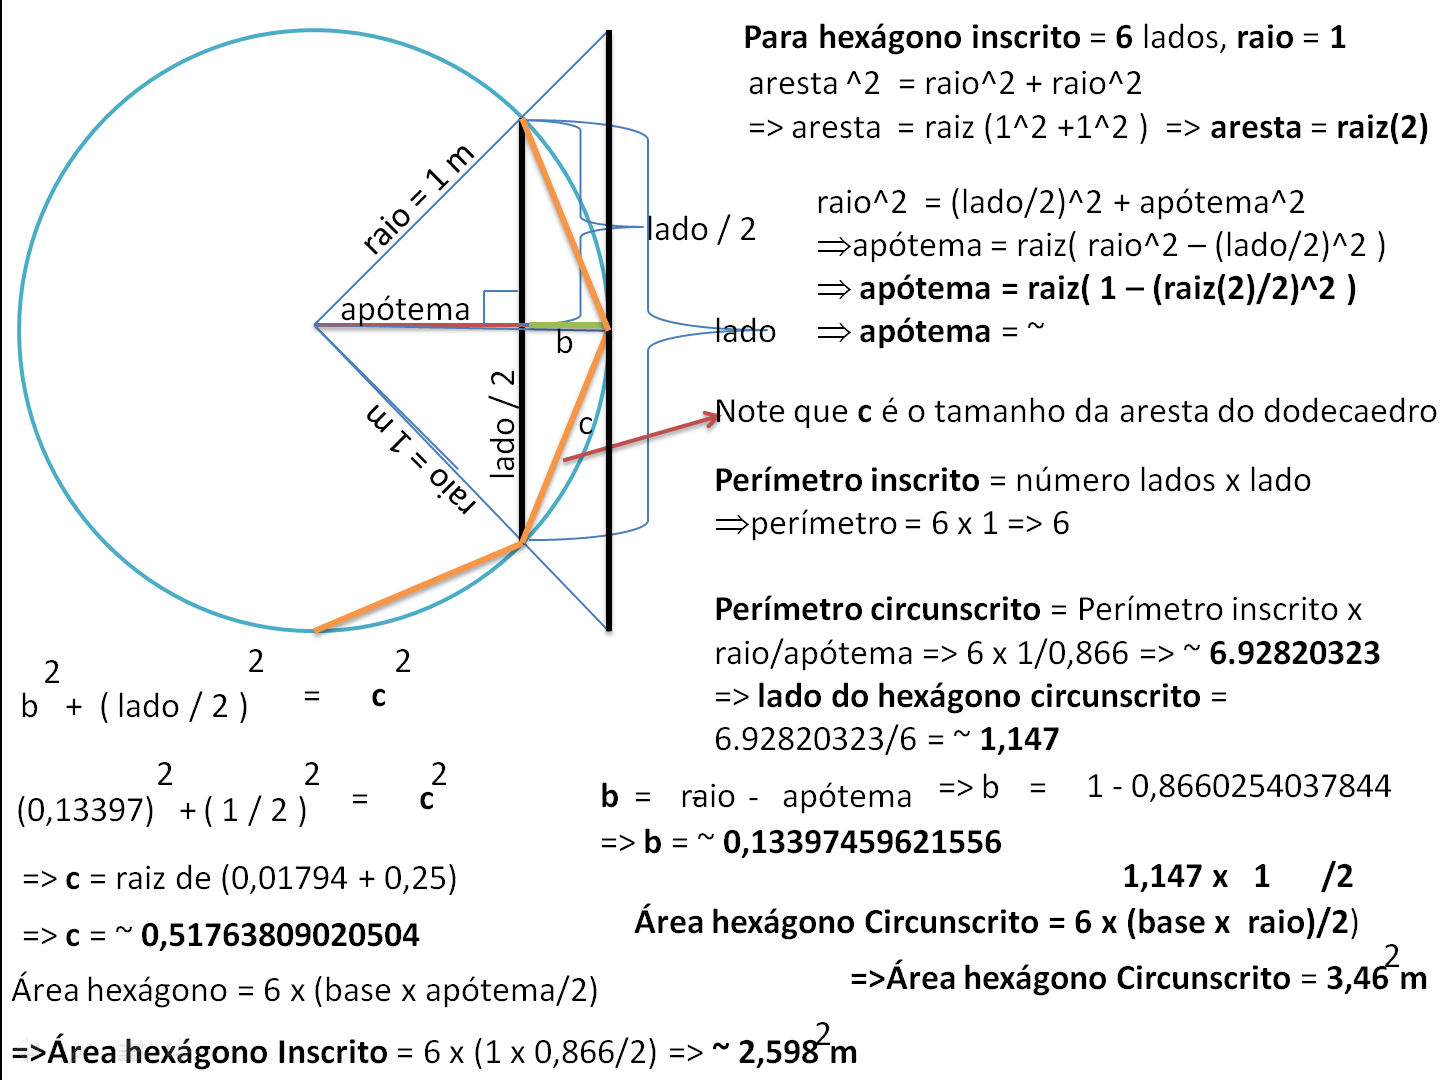 Para hexágono inscrito = 6 lados, raio = 1
aresta ^2 = raio^2 + raio^2
=> aresta = raiz (1^2 +1^2 ) => aresta = raiz(2)
raio^2 = (lado/2)^2 + apótema^2
⇒apótema = raiz( raio^2 – (lado/2)^2 )
⇒ apótema = raiz( 1 – (raiz(2)/2)^2 )
⇒ apótema = ~
raio = 1 m
lado / 2
apótema
b
lado
lado / 2
c
raio = 1 m
Note que c é o tamanho da aresta do dodecaedro
Perímetro inscrito = número lados x lado
⇒perímetro = 6 x 1 => 6
Perímetro circunscrito = Perímetro inscrito x
raio/apótema => 6 x 1/0,866 => ~ 6.92820323
=> lado do hexágono circunscrito =
6.92820323/6 = ~ 1,147
b^2 + ( lado / 2 )^2 = c^2
(0,13397)^2 + ( 1 / 2 )^2 = c^2
=> c = raiz de (0,01794 + 0,25)
=> c = ~ 0,51763809020504
b = raio - apótema => b = 1 - 0,8660254037844
=> b = ~ 0,13397459621556
1,147 x 1 /2
Área hexágono Circunscrito = 6 x (base x raio)/2)
=>Área hexágono Circunscrito = 3,46 m^2
Área hexágono = 6 x (base x apótema/2)
=>Área hexágono Inscrito = 6 x (1 x 0,866/2) => ~ 2,598 m^2